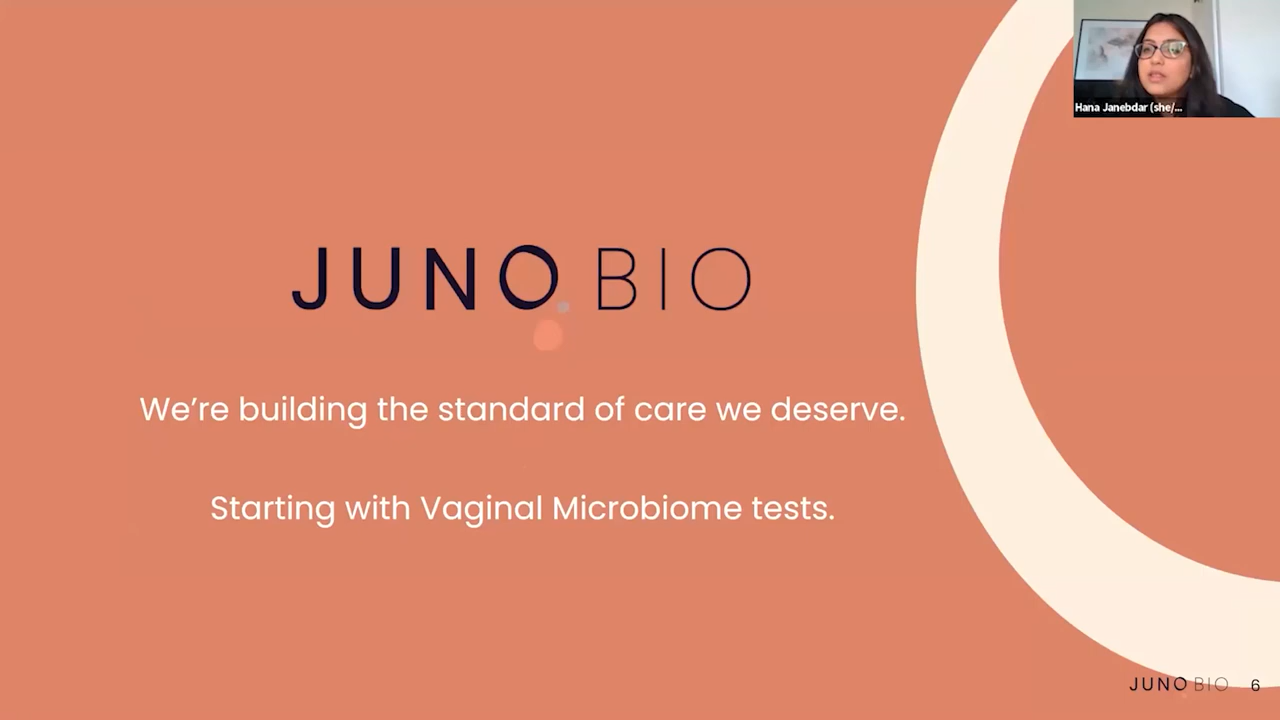 Hana Janebdar (she/...
JUNO BIO
We’re building the standard of care we deserve.
Starting with Vaginal Microbiome tests.
JUNO BIO 6